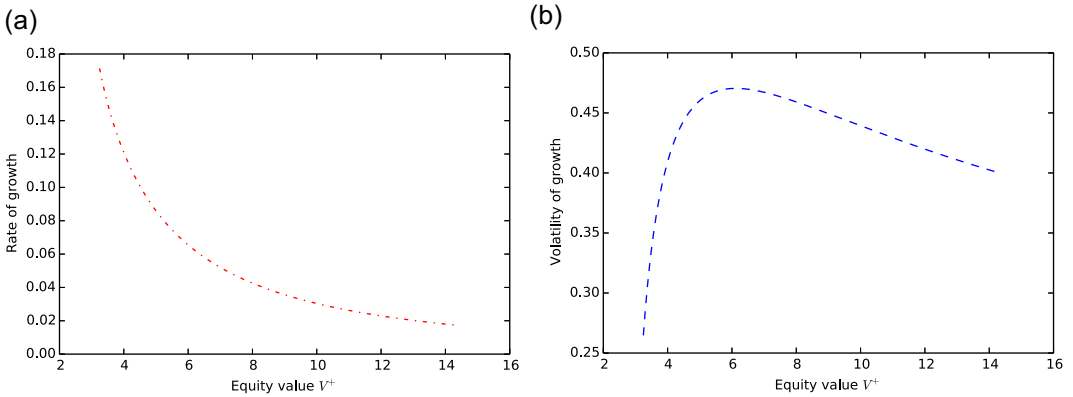 (a)
0.18
0.16
0.14
0.12
0.10
0.08
0.06
0.04
0.02
0.00
Rate of growth
2 4 6 8 10 12 14 16
Equity value V⁺
(b)
0.50
0.45
0.40
0.35
0.30
0.25
Volatility of growth
2 4 6 8 10 12 14 16
Equity value V⁺